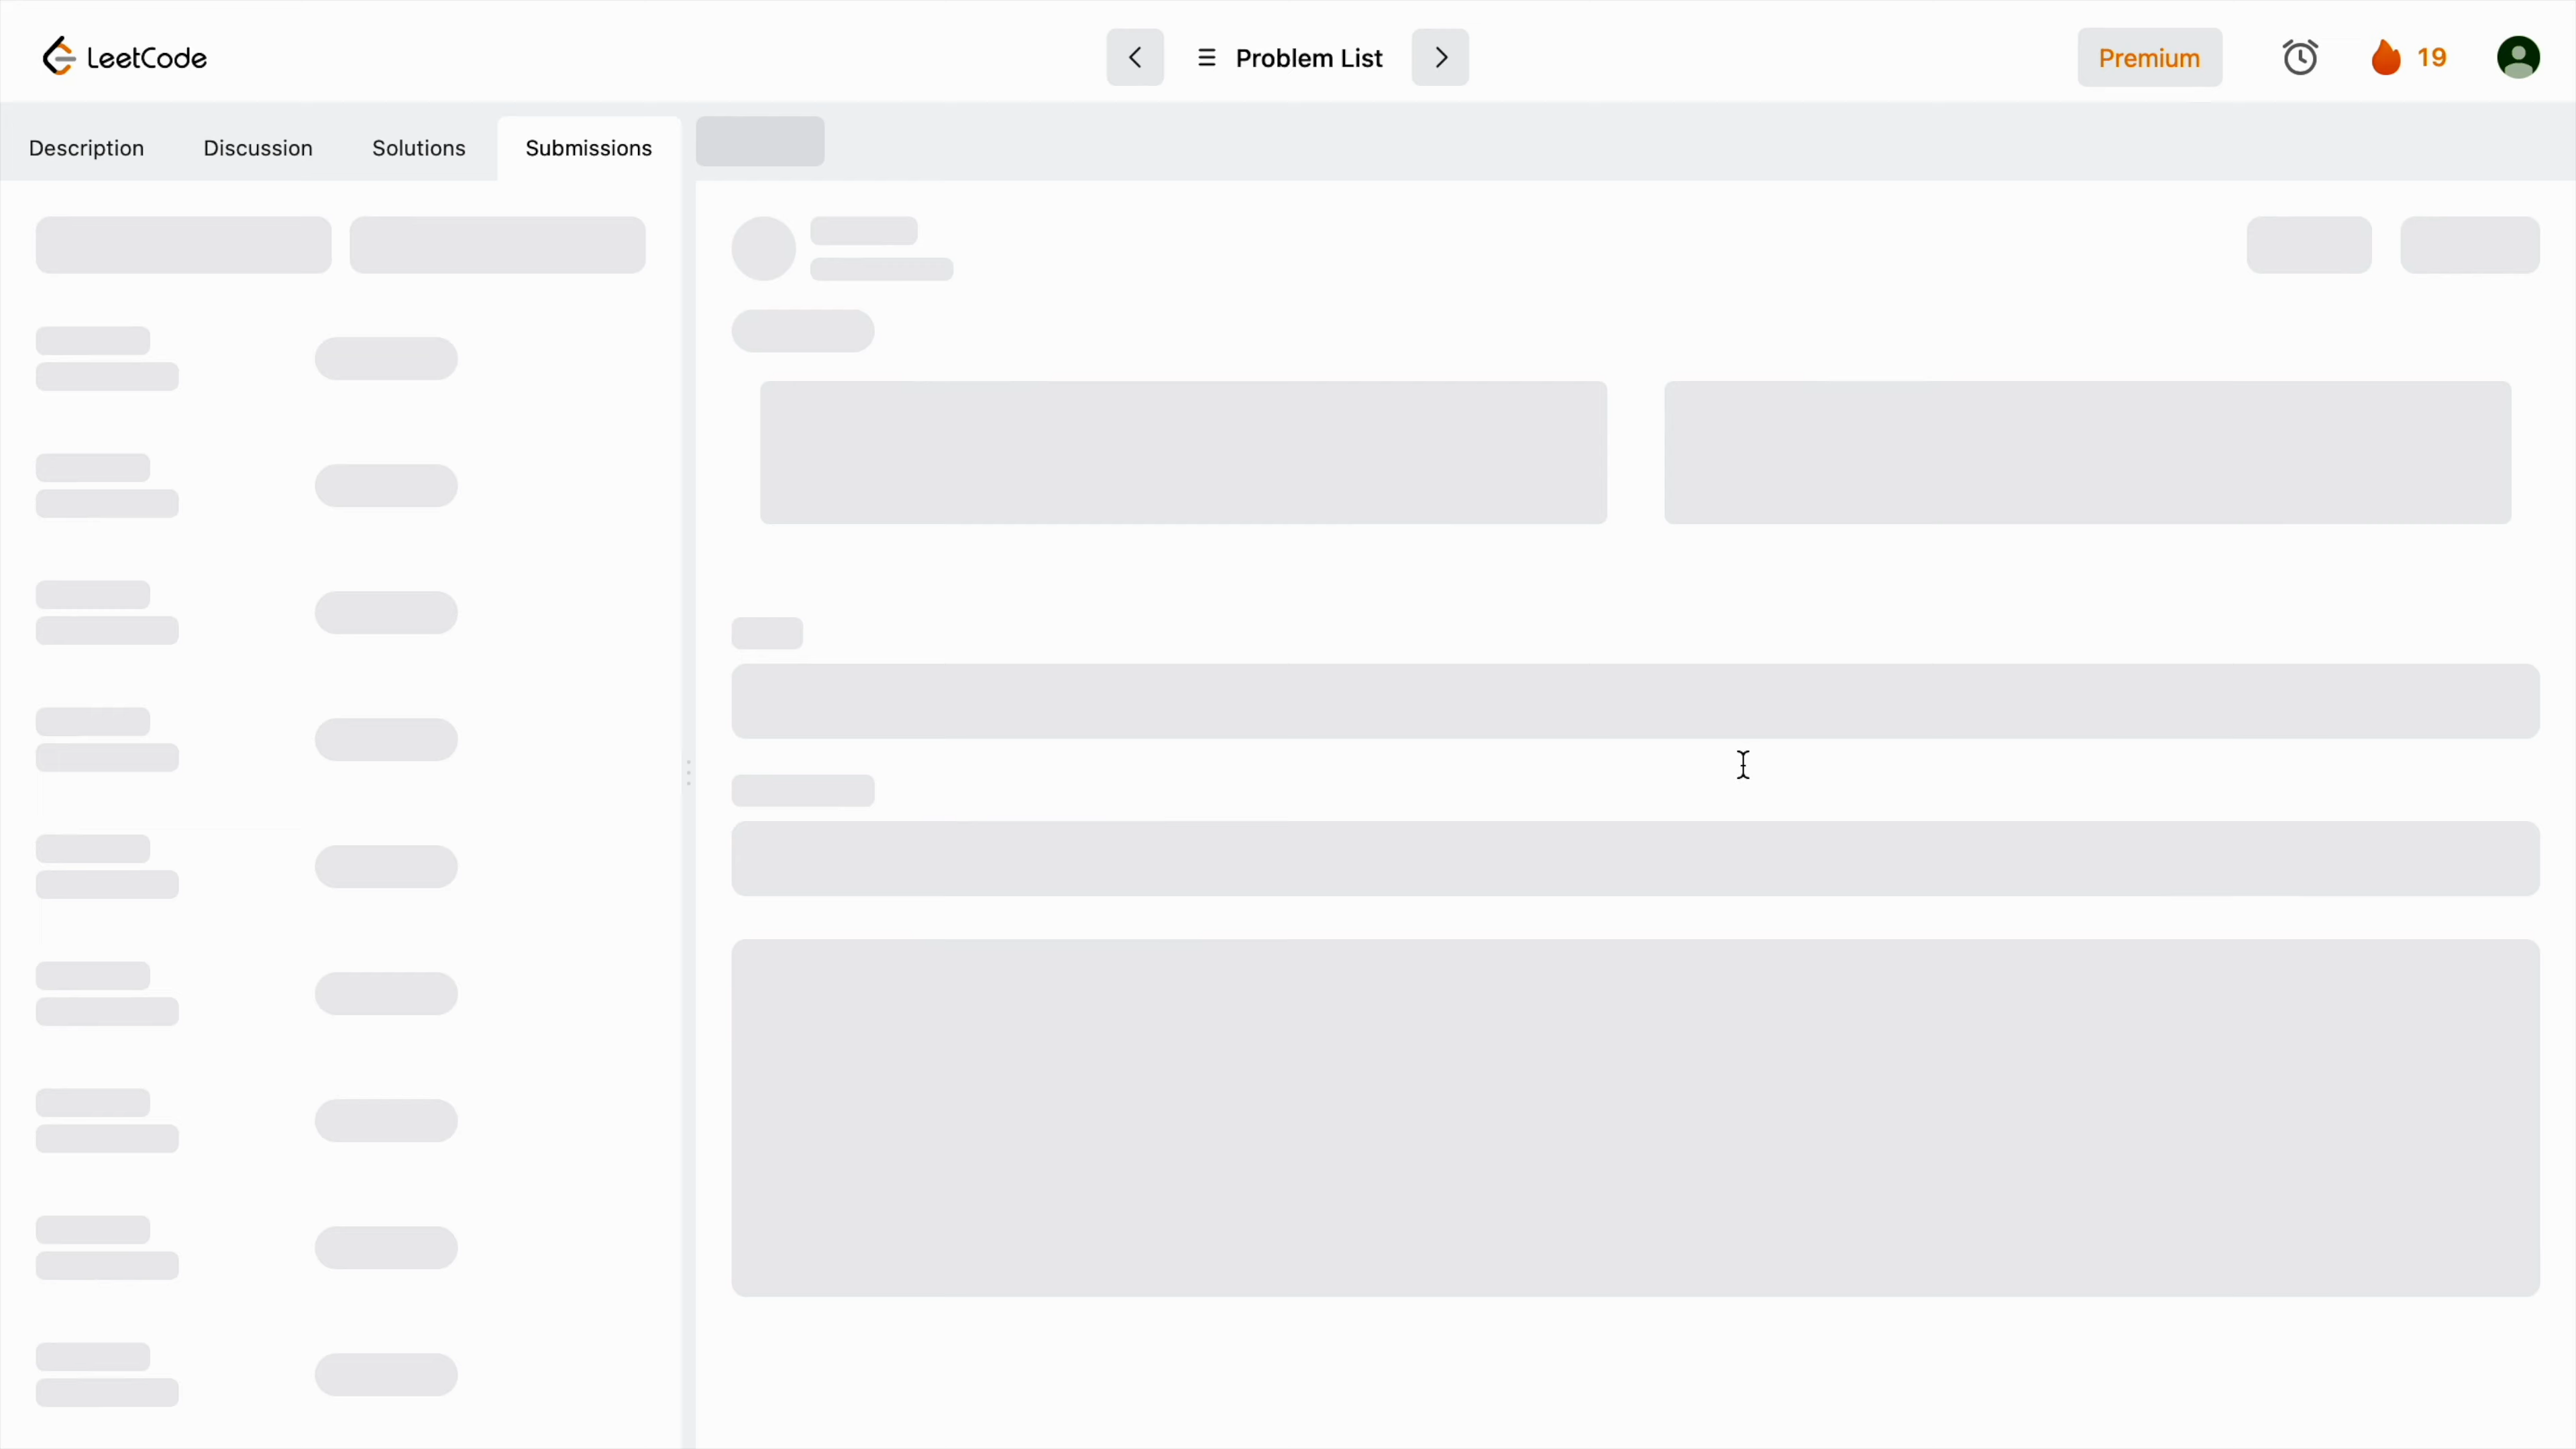 LeetCode
Problem List
Premium
19
Description
Discussion
Solutions
Submissions